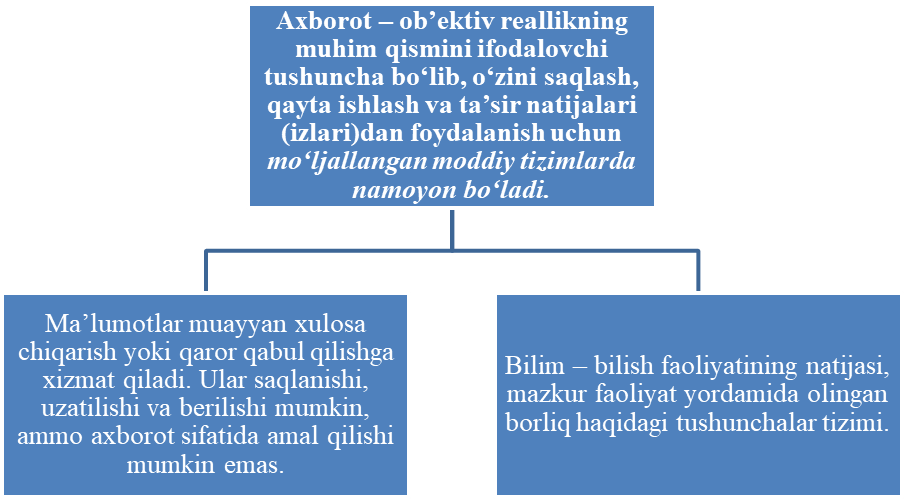 Axborot – ob’ektiv reallikning
muhim qismini ifodalovchi
tushuncha bo‘lib, o‘zini saqlash,
qayta ishlash va ta’sir natijalari
(izlari)dan foydalanish uchun
mo‘ljallangan moddiy tizimlarda
namoyon bo‘ladi.
Ma’lumotlar muayyan xulosa
chiqarish yoki qaror qabul qilishga
xizmat qiladi. Ular saqlanishi,
uzatilishi va berilishi mumkin,
ammo axborot sifatida amal qilishi
mumkin emas.
Bilim – bilish faoliyatining natijasi,
mazkur faoliyat yordamida olingan
borliq haqidagi tushunchalar tizimi.